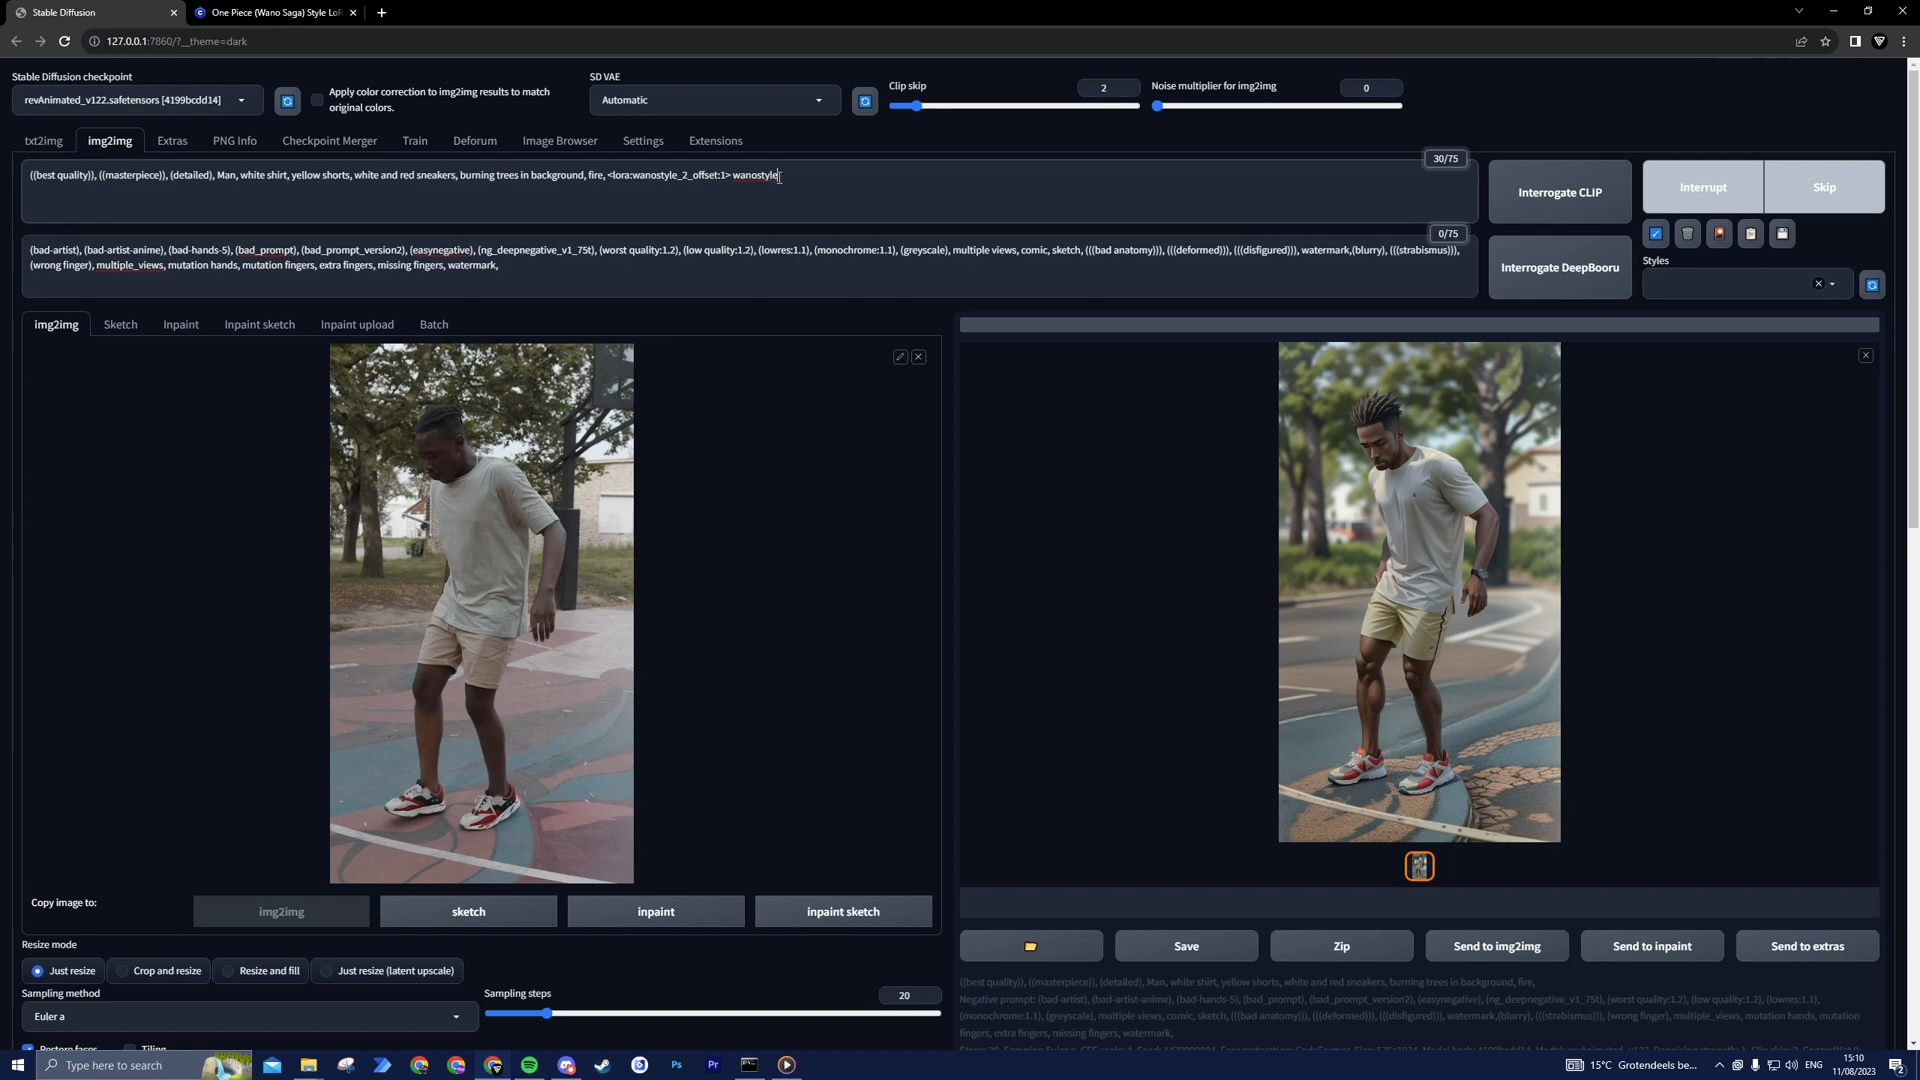 Stable Diffusion
One Piece (Wano Saga) Style LoR
127.0.0.1:7860/?__theme=dark
Stable Diffusion checkpoint
revAnimated_v122.safetensors [4199bcdd14]
Apply color correction to img2img results to match
original colors.
SD VAE
Automatic
Clip skip
2
Noise multiplier for img2img
0
txt2img
img2img
Extras
PNG Info
Checkpoint Merger
Train
Deforum
Image Browser
Settings
Extensions
30/75
((best quality)), ((masterpiece)), (detailed), Man, white shirt, yellow shorts, white and red sneakers, burning trees in background, fire, <lora:wanostyle_2_offset:1> wanostyle
Interrogate CLIP
Interrupt
Skip
0/75
(bad-artist), (bad-artist-anime), (bad-hands-5), (bad_prompt), (bad_prompt_version2), (easynegative), (ng_deepnegative_v1_75t), (worst quality:1.2), (low quality:1.2), (lowres:1.1), (monochrome:1.1), (greyscale), multiple views, comic, sketch, (((bad anatomy))), (((deformed))), (((disfigured))), watermark,(blurry), (((strabismus))),
(wrong finger), multiple_views, mutation hands, mutation fingers, extra fingers, missing fingers, watermark,
Interrogate DeepBooru
Styles
img2img
Sketch
Inpaint
Inpaint sketch
Inpaint upload
Batch
Copy image to:
img2img
sketch
inpaint
inpaint sketch
Resize mode
Just resize
Crop and resize
Resize and fill
Just resize (latent upscale)
Sampling method
Euler a
Sampling steps
20
Restore faces
Tiling
Save
Zip
Send to img2img
Send to inpaint
Send to extras
((best quality)), ((masterpiece)), (detailed), Man, white shirt, yellow shorts, white and red sneakers, burning trees in background, fire,
Negative prompt: (bad-artist), (bad-artist-anime), (bad-hands-5), (bad_prompt), (bad_prompt_version2), (easynegative), (ng_deepnegative_v1_75t), (worst quality:1.2), (low quality:1.2), (lowres:1.1),
(monochrome:1.1), (greyscale), multiple views, comic, sketch, (((bad anatomy))), (((deformed))), (((disfigured))), watermark,(blurry), (((strabismus))), (wrong finger), multiple_views, mutation hands, mutation
fingers, extra fingers, missing fingers, watermark,
Type here to search
Ps
Pr
15°C Grotendeels be...
ENG
15:10
11/08/2023
2